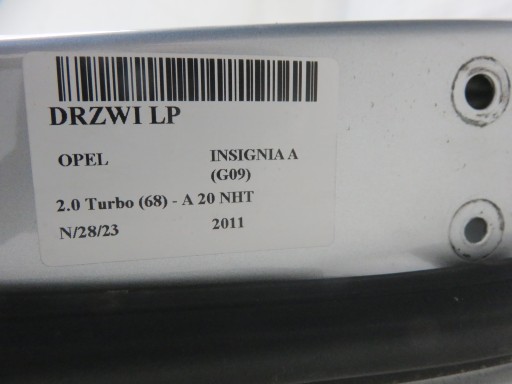 DRZWI LP
OPEL INSIGNIA A
(G09)
2.0 Turbo (68) - A 20 NHT
N/28/23 2011